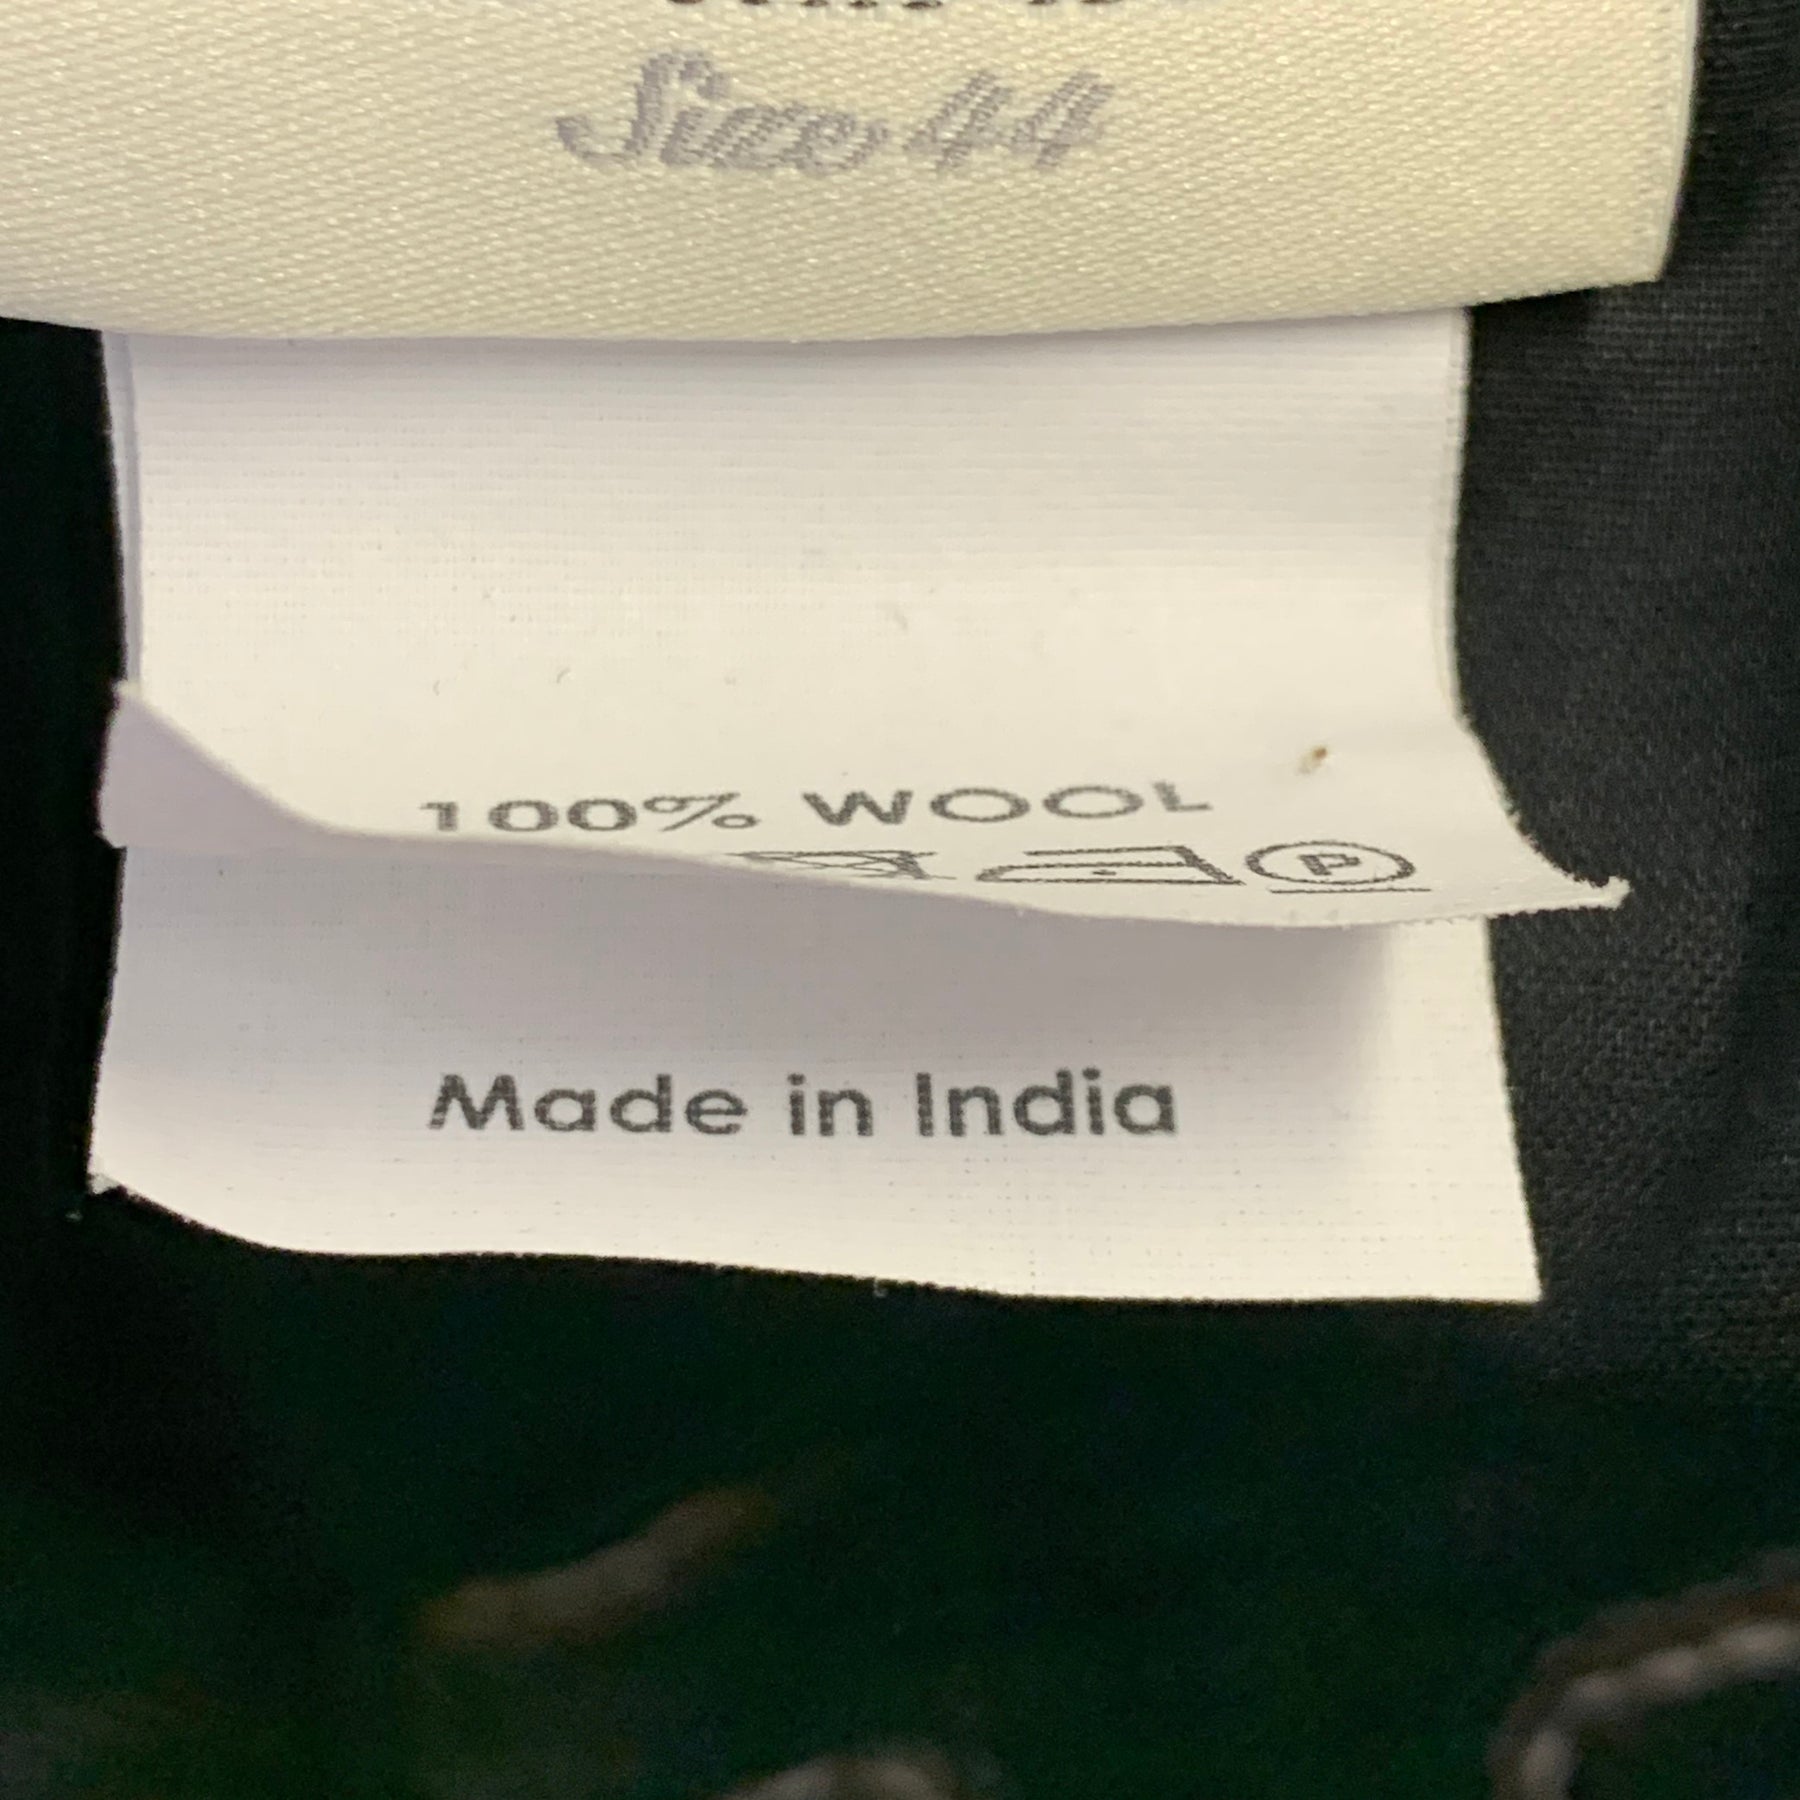 Size 44
100% WOOL
P
Made in India